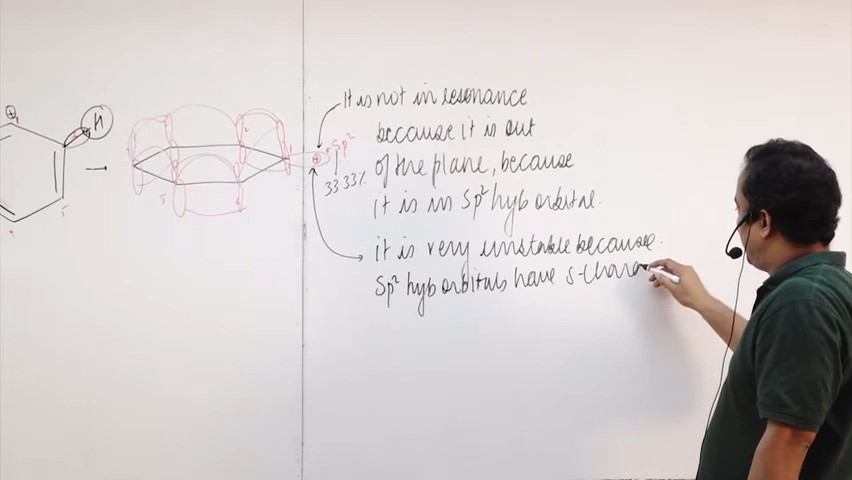 It is not in resonance
because it is out
of the plane, because
it is in Sp² hyb orbital.
it is very unstable because.
Sp² hyb orbitals have s-chara
⊕
H
⊕
Sp²
33 33%